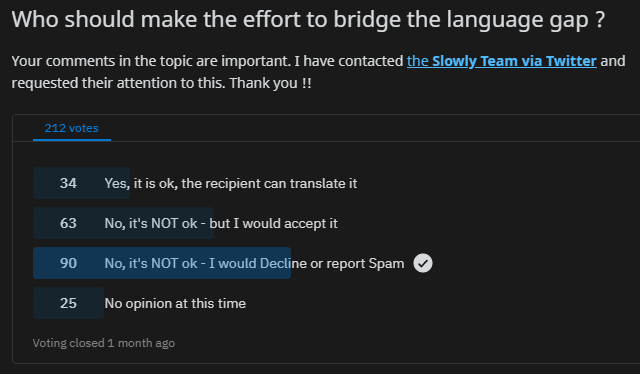 Who should make the effort to bridge the language gap ?
Your comments in the topic are important. I have contacted the Slowly Team via Twitter and
requested their attention to this. Thank you !!
212 votes
34 Yes, it is ok, the recipient can translate it
63 No, it's NOT ok - but I would accept it
90 No, it's NOT ok - I would Decline or report Spam
25 No opinion at this time
Voting closed 1 month ago